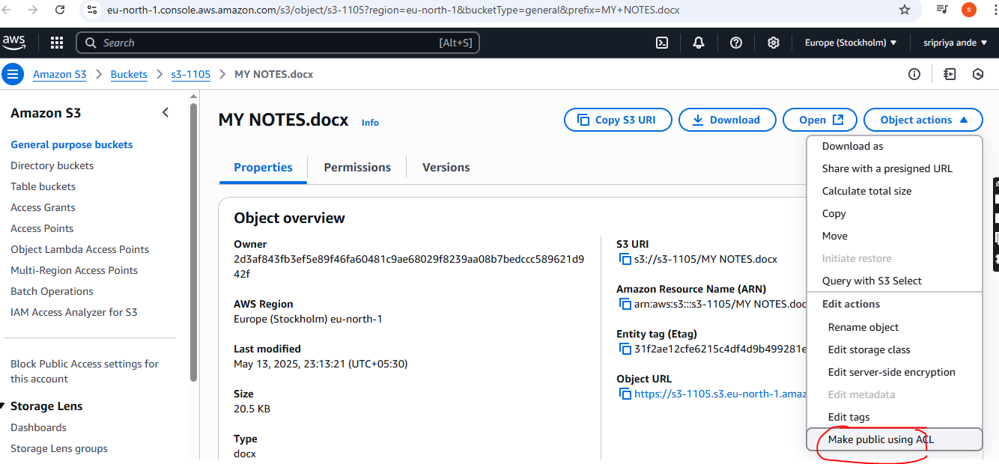 eu-north-1.console.aws.amazon.com/s3/object/s3-1105?region=eu-north-1&bucketType=general&prefix=MY+NOTES.docx
S
aws
Search
[Alt+S]
Europe (Stockholm)
sripriya ande
Amazon S3
Buckets
s3-1105
MY NOTES.docx
Amazon S3
General purpose buckets
Directory buckets
Table buckets
Access Grants
Access Points
Object Lambda Access Points
Multi-Region Access Points
Batch Operations
IAM Access Analyzer for S3
Block Public Access settings for
this account
Storage Lens
Dashboards
Storage Lens groups
MY NOTES.docx Info
Copy S3 URI
Download
Open
Object actions
Properties
Permissions
Versions
Object overview
Owner
2d3af843fb3ef5e89f46fa60481c9ae68029f8239aa08b7bedccc589621d9
42f
AWS Region
Europe (Stockholm) eu-north-1
Last modified
May 13, 2025, 23:13:21 (UTC+05:30)
Size
20.5 KB
Type
docx
S3 URI
s3://s3-1105/MY NOTES.docx
Amazon Resource Name (ARN)
arn:aws:s3:::s3-1105/MY NOTES.doc
Entity tag (Etag)
31f2ae12cfe6215c4df4d9b499281e
Object URL
https://s3-1105.s3.eu-north-1.amaz
Download as
Share with a presigned URL
Calculate total size
Copy
Move
Initiate restore
Query with S3 Select
Edit actions
Rename object
Edit storage class
Edit server-side encryption
Edit metadata
Edit tags
Make public using ACL